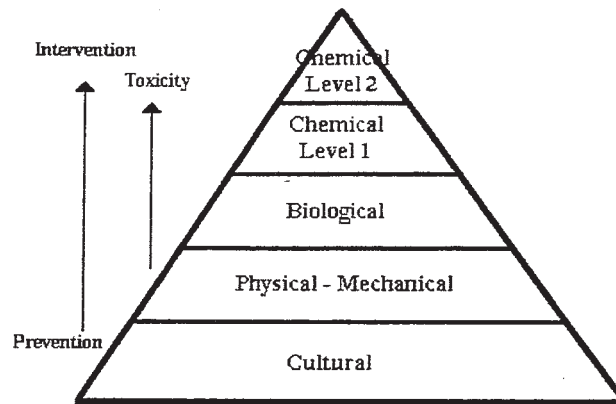 Intervention
Toxicity
Chemical
Level 2
Chemical
Level 1
Biological
Physical - Mechanical
Prevention
Cultural